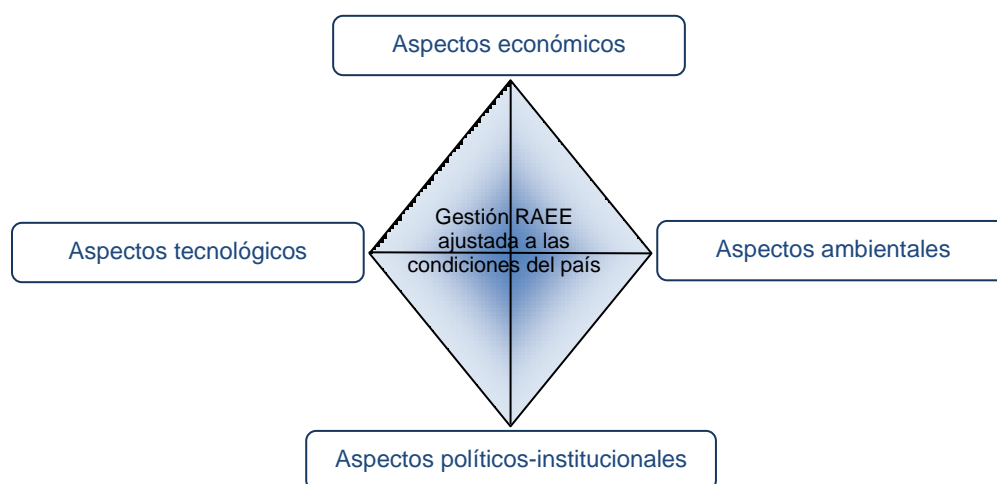 Aspectos económicos
Gestión RAEE
ajustada a las
condiciones del país
Aspectos tecnológicos
Aspectos ambientales
Aspectos políticos-institucionales